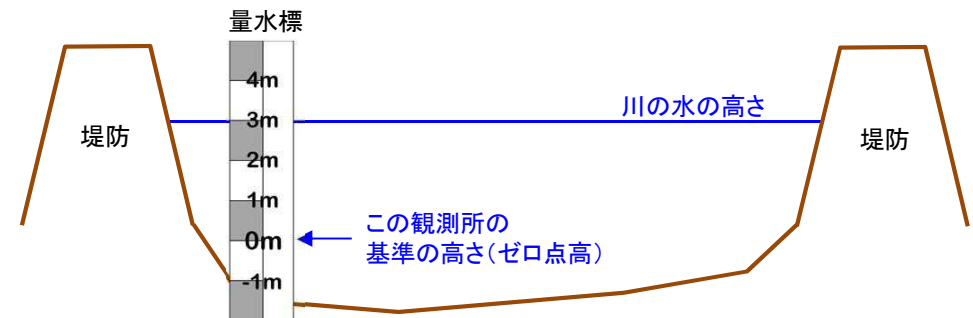 量水標
4m
川の水の高さ
3m
堤防
堤防
2m
1m
この観測所の
0m
基準の高さ(ゼロ点高)
-1m